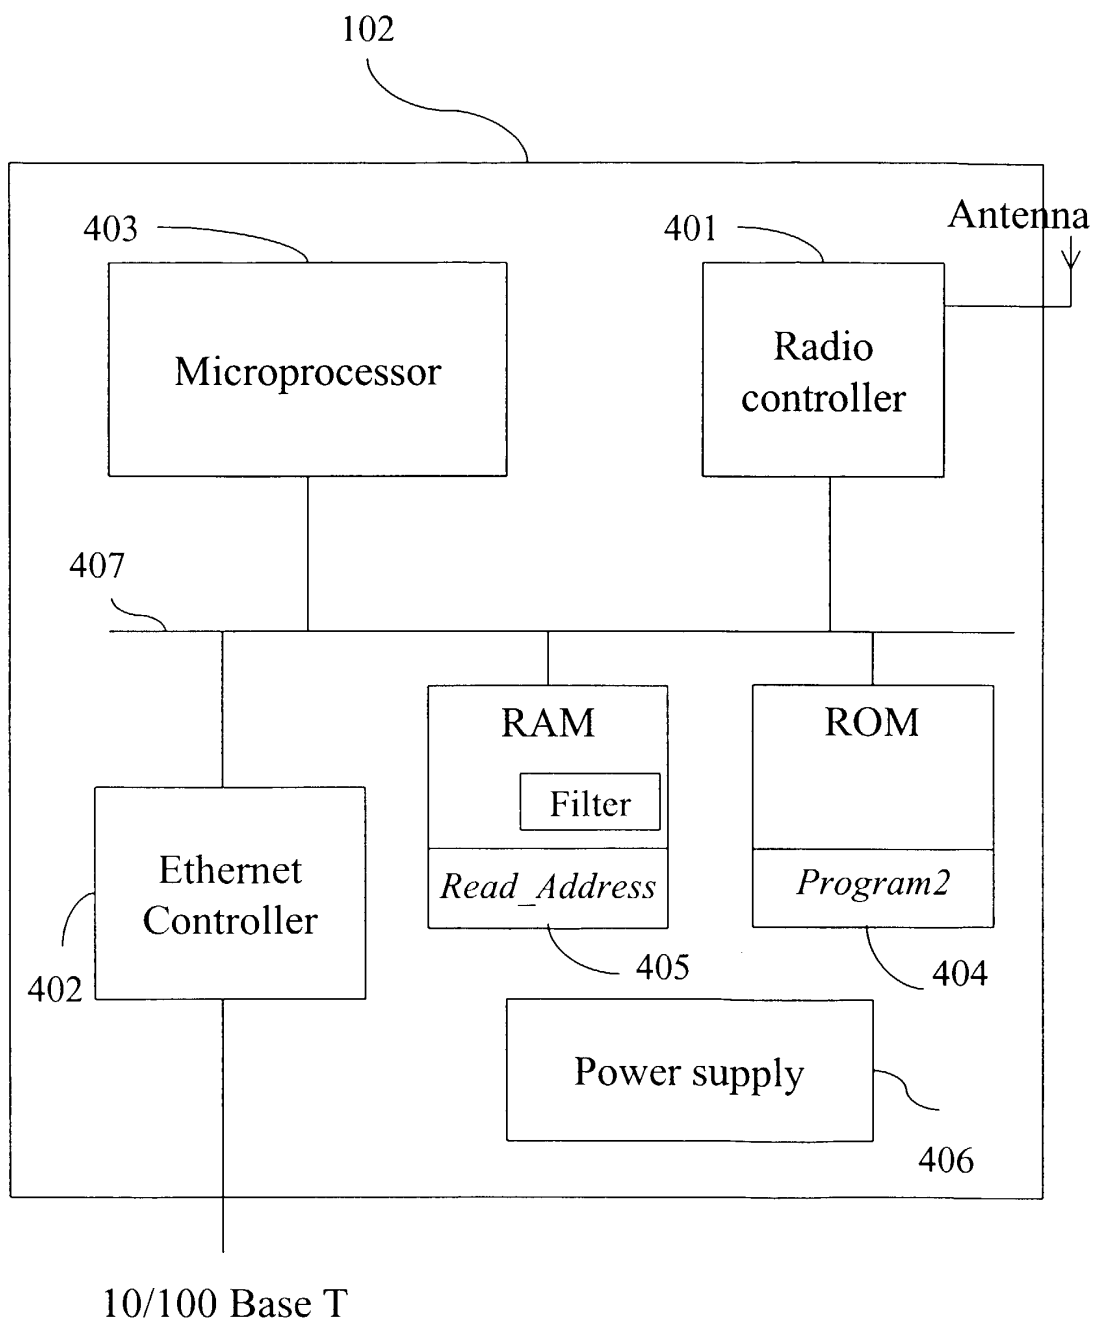 102
Antenna
403
401
Microprocessor
Radio
controller
407
RAM
ROM
Filter
Ethernet
Controller
Read_Address
Program2
402
405
404
Power supply
406
10/100 Base T